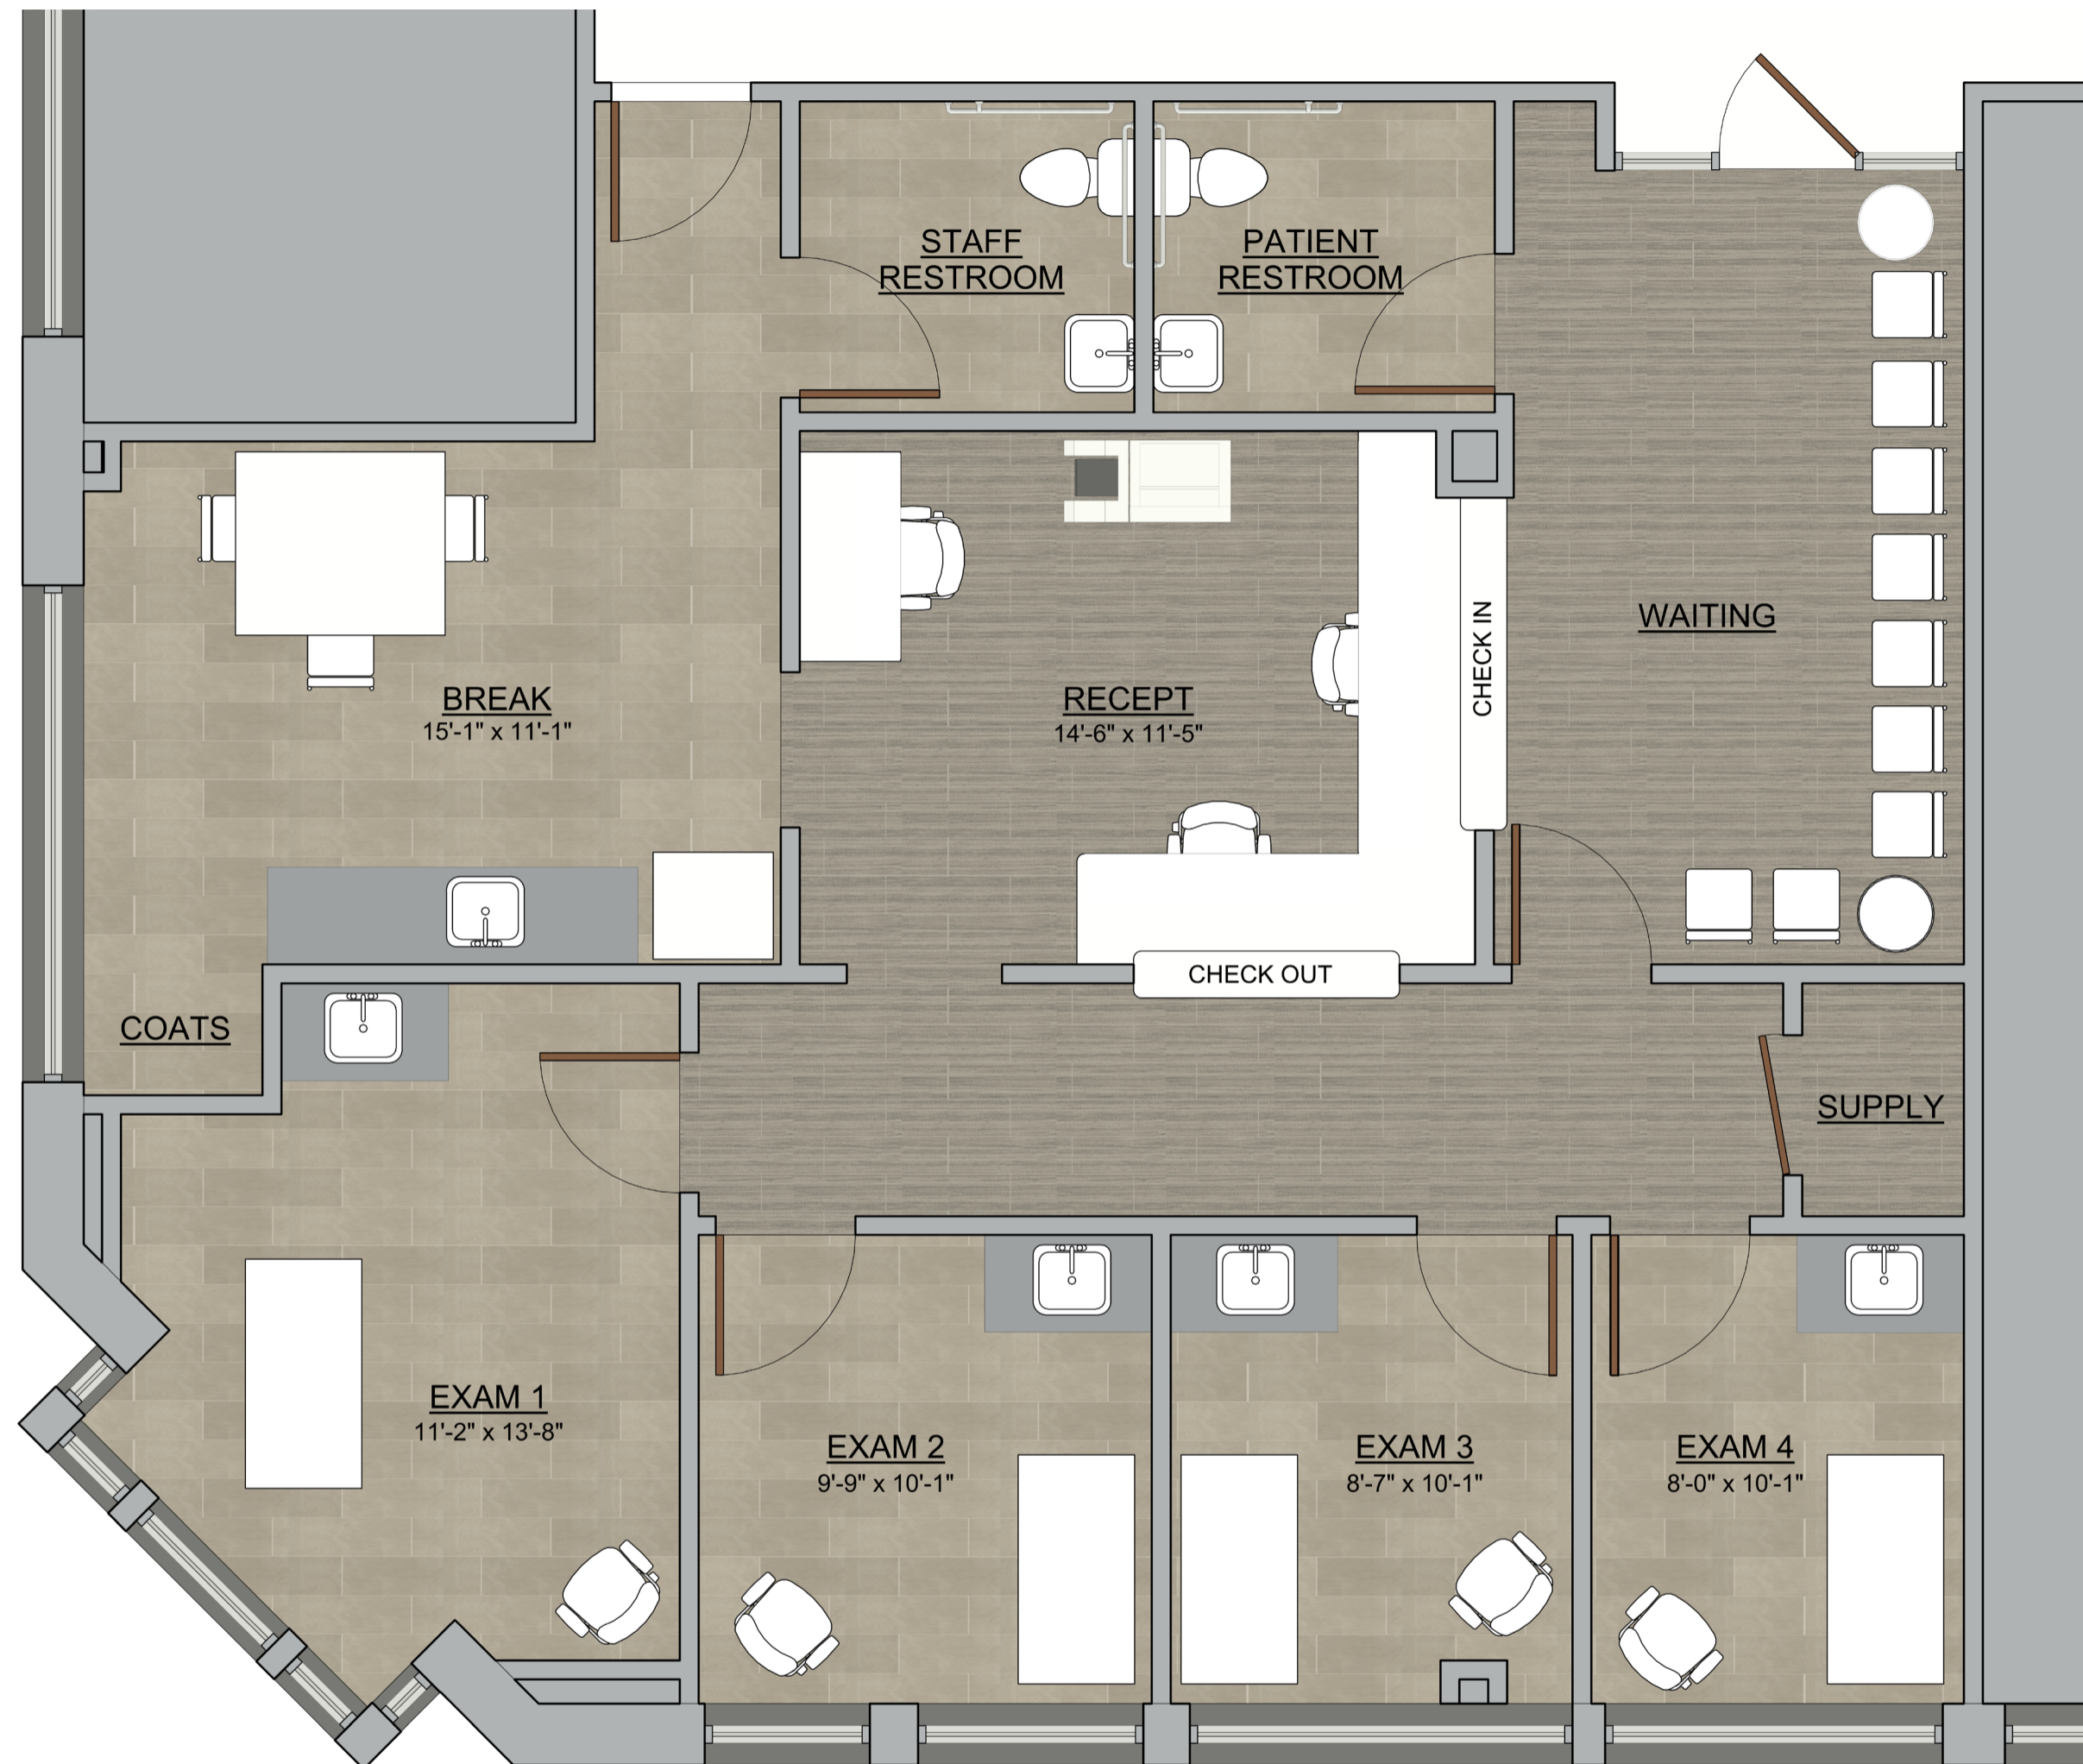 STAFF
RESTROOM
PATIENT
RESTROOM
WAITING
CHECK IN
BREAK
15'-1" x 11'-1"
RECEPT
14'-6" x 11'-5"
CHECK OUT
COATS
SUPPLY
EXAM 1
11'-2" x 13'-8"
EXAM 2
9'-9" x 10'-1"
EXAM 3
8'-7" x 10'-1"
EXAM 4
8'-0" x 10'-1"